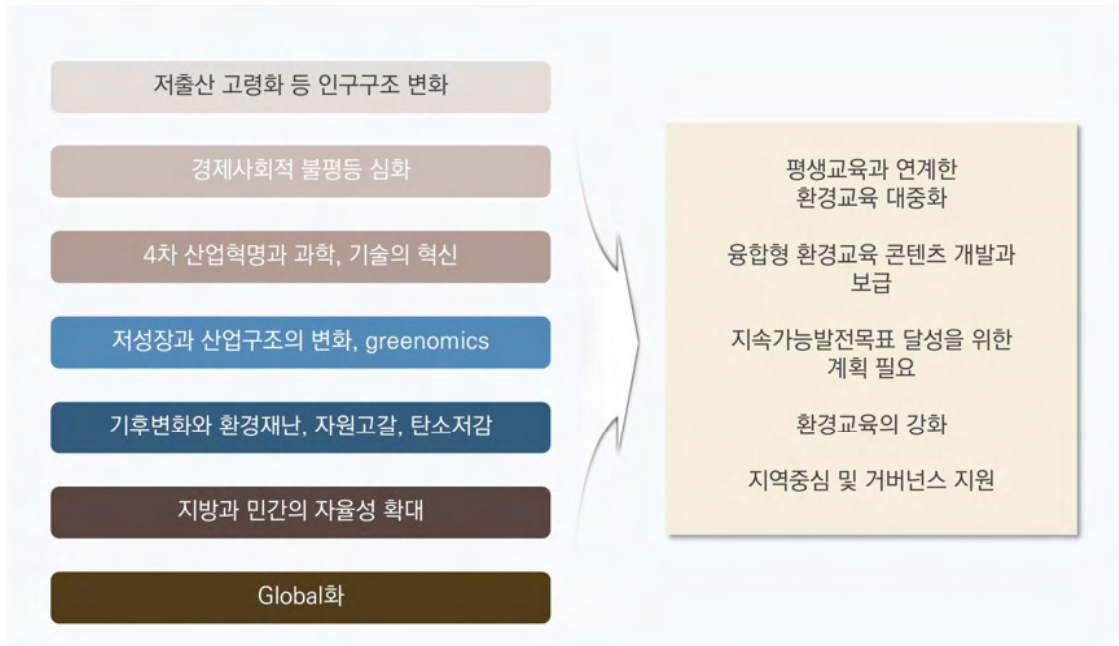 저출산 고령화 등 인구구조 변화
경제사회적 불평등 심화
4차 산업혁명과 과학, 기술의 혁신
저성장과 산업구조의 변화, greenomics
기후변화와 환경재난, 자원고갈, 탄소저감
지방과 민간의 자율성 확대
Global화
평생교육과 연계한
환경교육 대중화
융합형 환경교육 콘텐츠 개발과
보급
지속가능발전목표 달성을 위한
계획 필요
환경교육의 강화
지역중심 및 거버넌스 지원